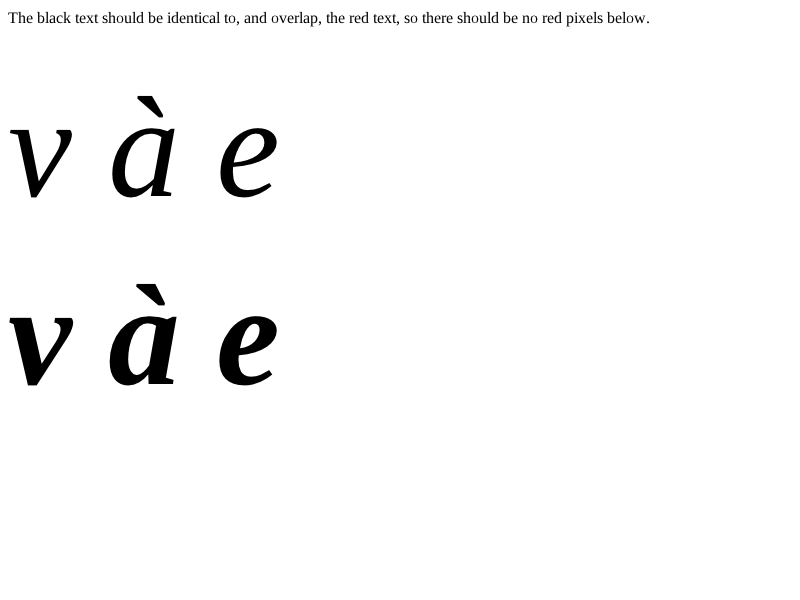 The black text should be identical to, and overlap, the red text, so there should be no red pixels below.
v à e
v à e